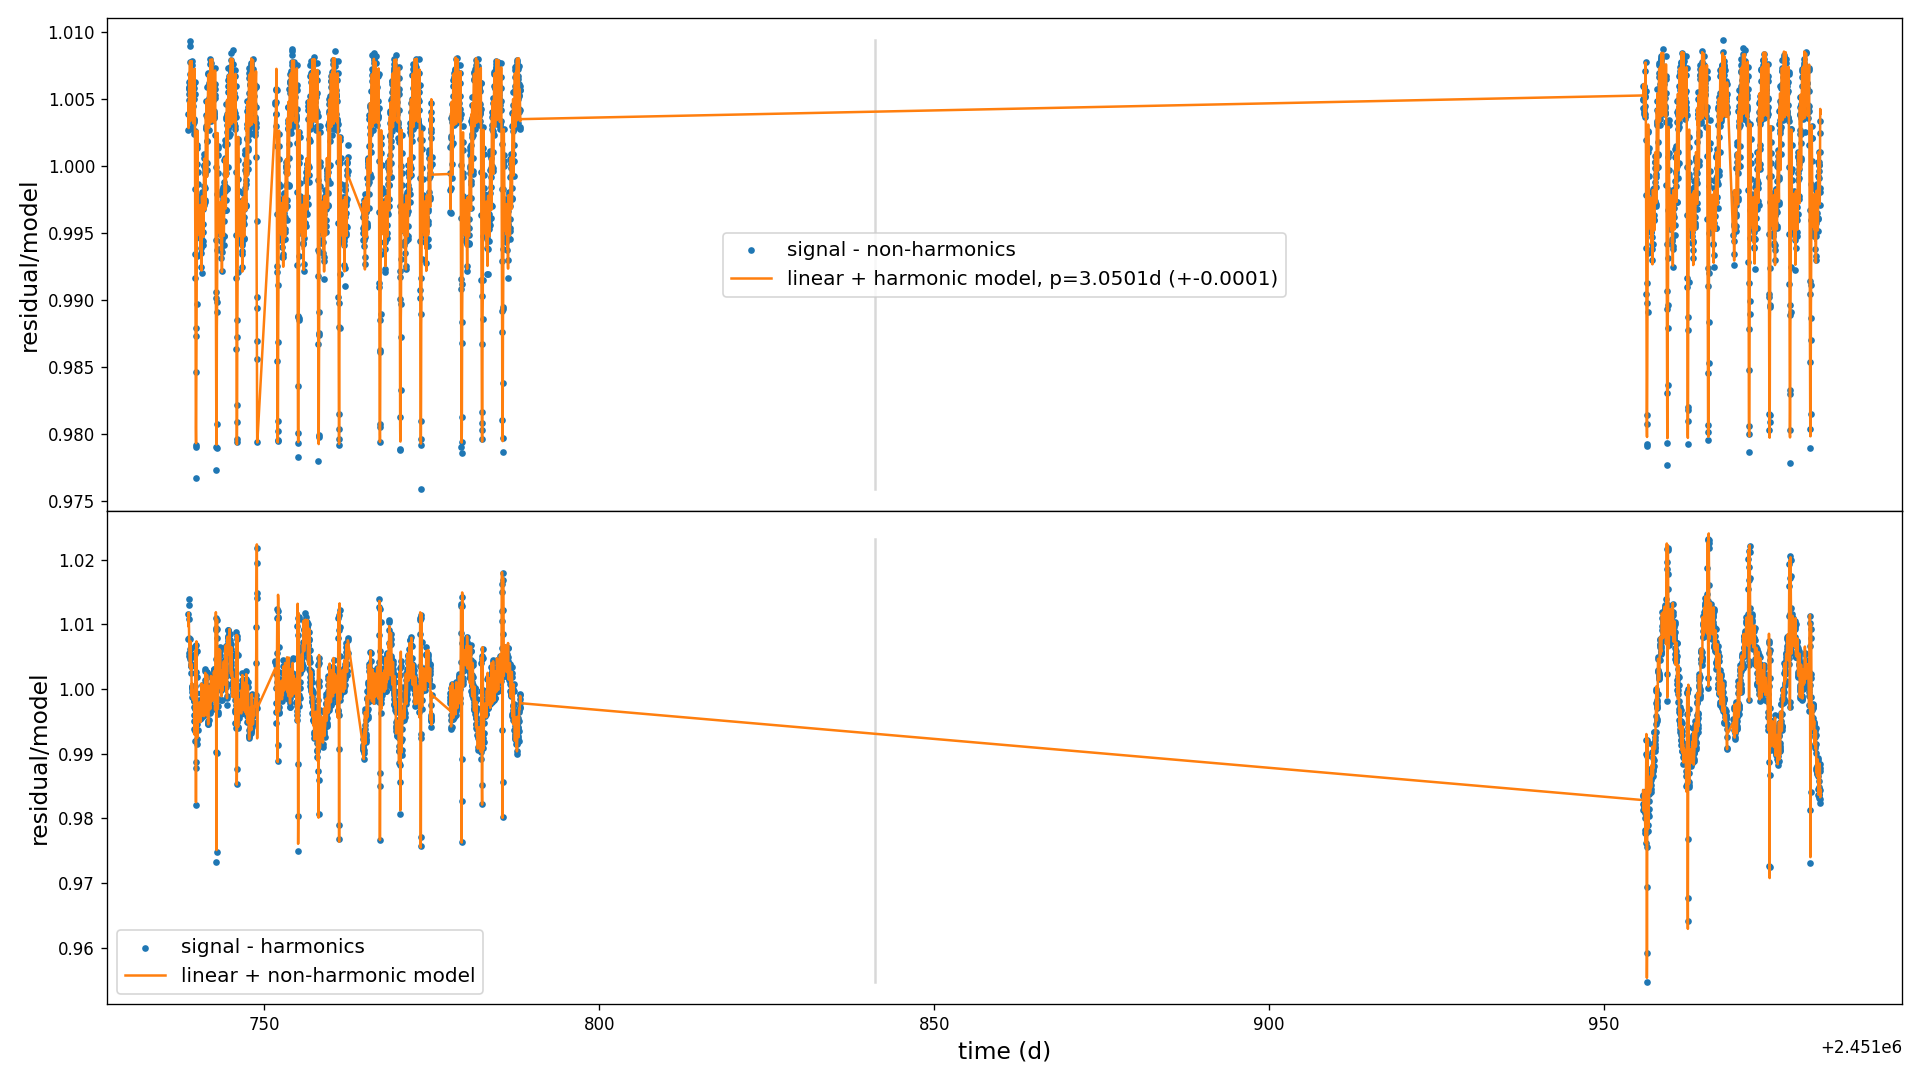 1.010
1.005
1.000
0.995
0.990
0.985
0.980
0.975
residual/model
signal - non-harmonics
linear + harmonic model, p=3.0501d (+-0.0001)
1.02
1.01
1.00
0.99
0.98
0.97
0.96
residual/model
signal - harmonics
linear + non-harmonic model
750
800
850
900
950
time (d)
+2.451e6